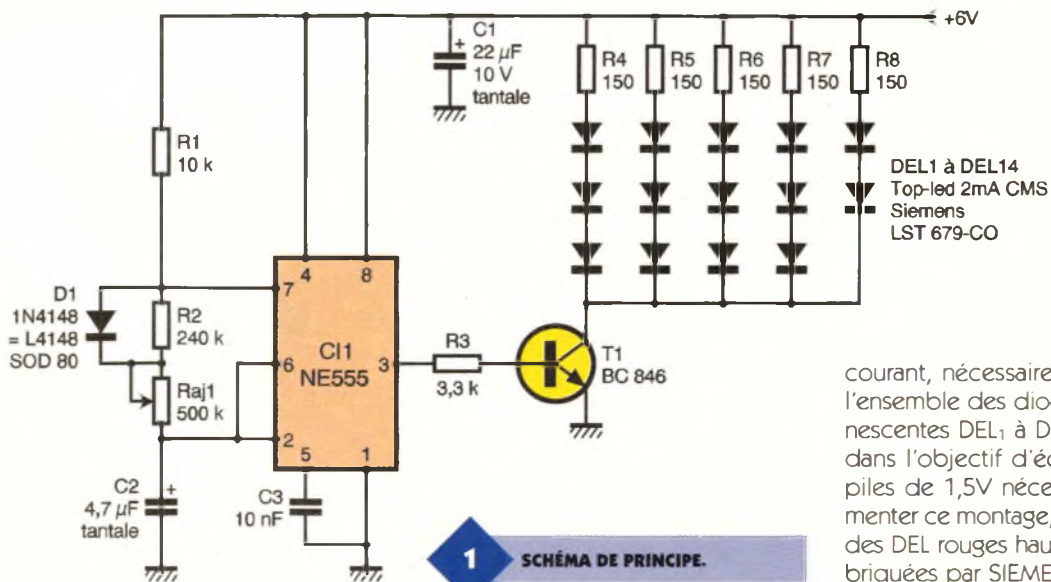 +6V
C1
+
22 µF
10 V
tantale
R4
150
R5
150
R6
150
R7
150
R8
150
R1
10 k
DEL1 à DEL14
Top-led 2mA CMS
Siemens
LST 679-CO
D1
1N4148
= L4148
SOD 80
R2
240 k
Raj1
500 k
4
8
7
6
2
5
1
3
CI1
NE555
R3
3,3 k
T1
BC 846
C2
+
4,7 µF
tantale
C3
10 nF
1
SCHÉMA DE PRINCIPE.
courant, nécessaire
l'ensemble des dio-
nescentes DEL₁ à D
dans l'objectif d'éc
piles de 1,5V néce
menter ce montage,
des DEL rouges hau
briquées par SIEME